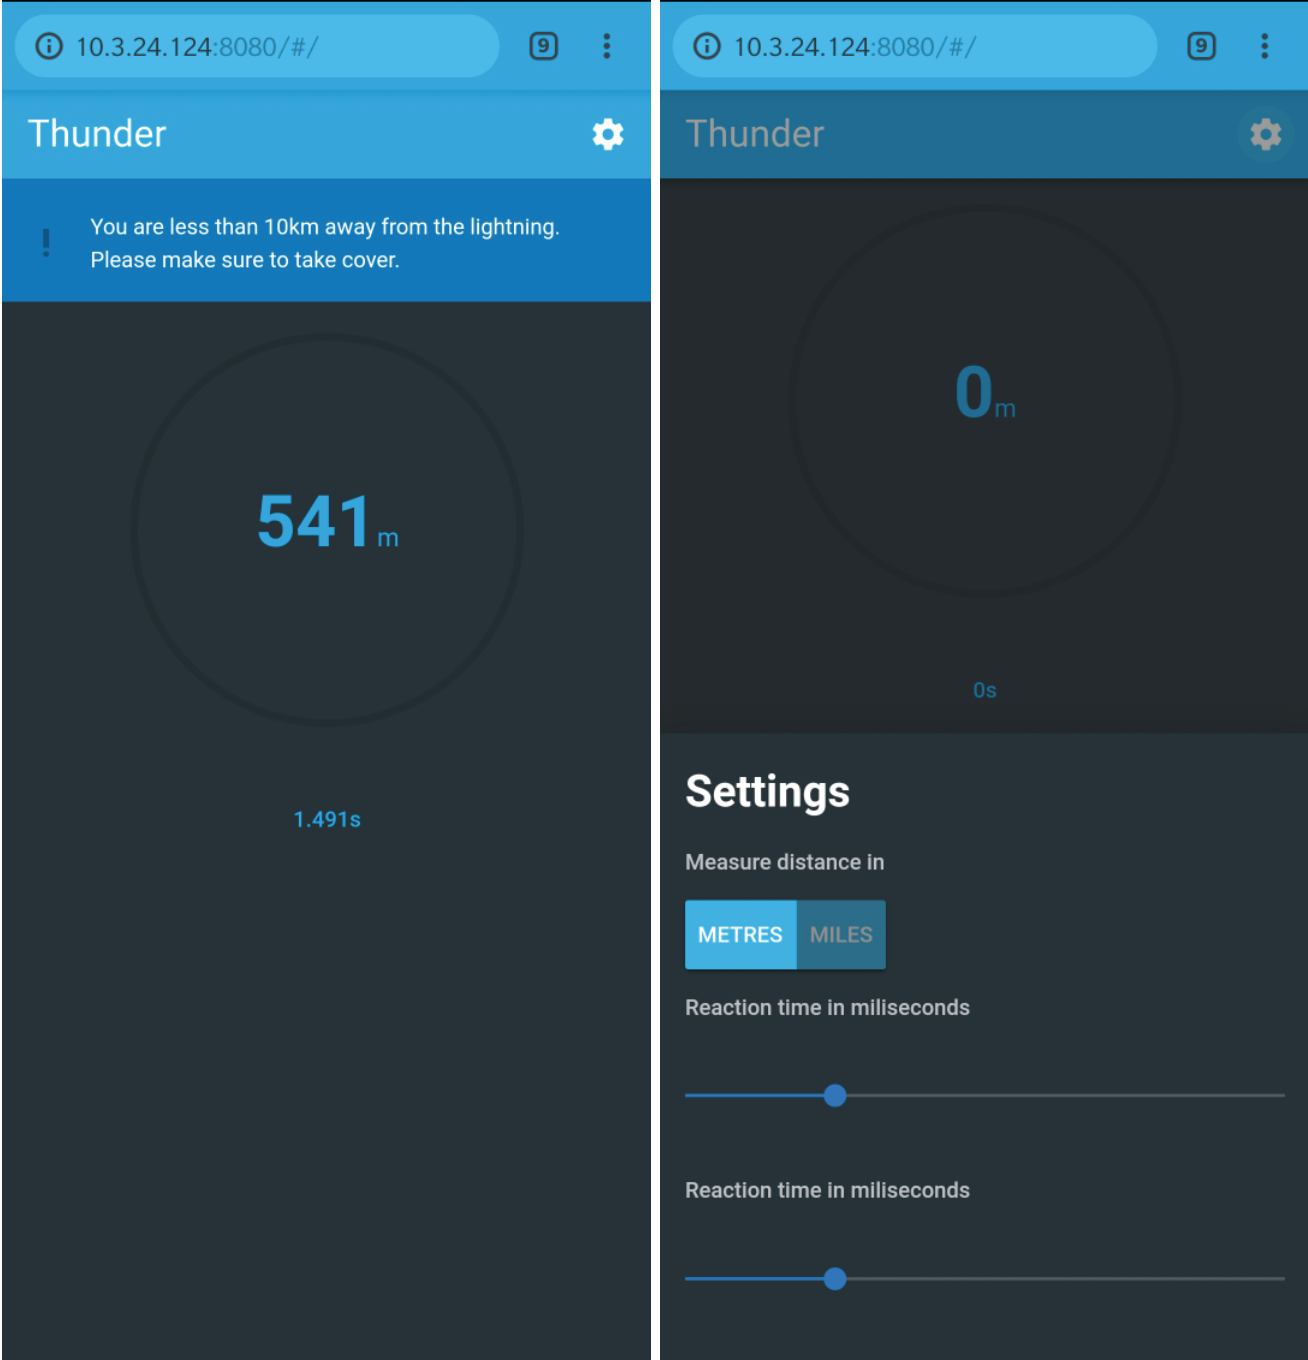 10.3.24.124:8080/#/
9
Thunder
You are less than 10km away from the lightning.
Please make sure to take cover.
541m
1.491s
10.3.24.124:8080/#/
9
Thunder
0m
0s
Settings
Measure distance in
METRES MILES
Reaction time in miliseconds
Reaction time in miliseconds